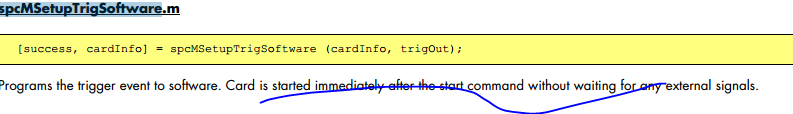 spcMSetupTrigSoftware.m
[success, cardInfo] = spcMSetupTrigSoftware (cardInfo, trigOut);
Programs the trigger event to software. Card is started immediately after the start command without waiting for any external signals.